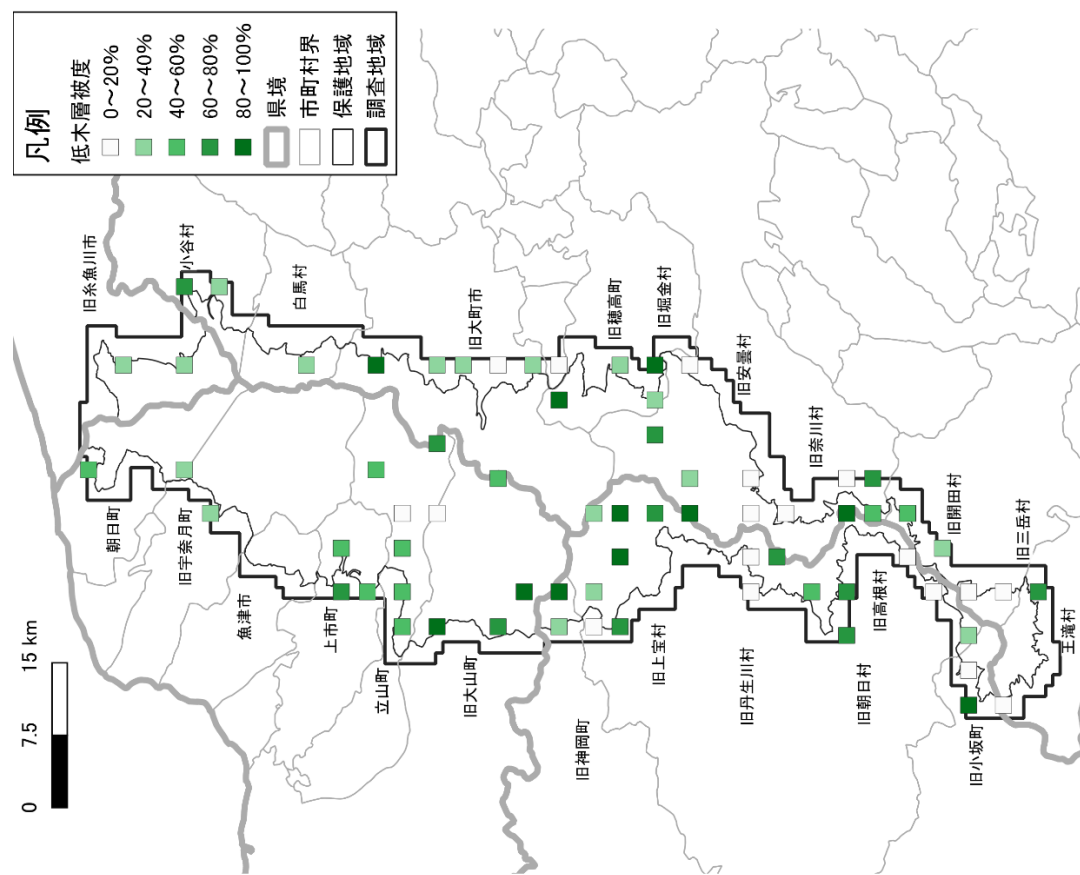 凡例
低木層被度
0～20%
20～40%
40～60%
60～80%
80～100%
県境
市町村界
保護地域
調査地域
旧糸魚川市
小谷村
白馬村
旧大町市
旧穂高町
旧堀金村
旧安曇村
旧奈川村
旧開田村
旧三岳村
朝日町
旧宇奈月町
魚津市
上市町
立山町
旧大山町
旧神岡町
旧上宝村
旧丹生川村
旧朝日村
旧高根村
旧小坂町
王滝村
0 7.5 15 km